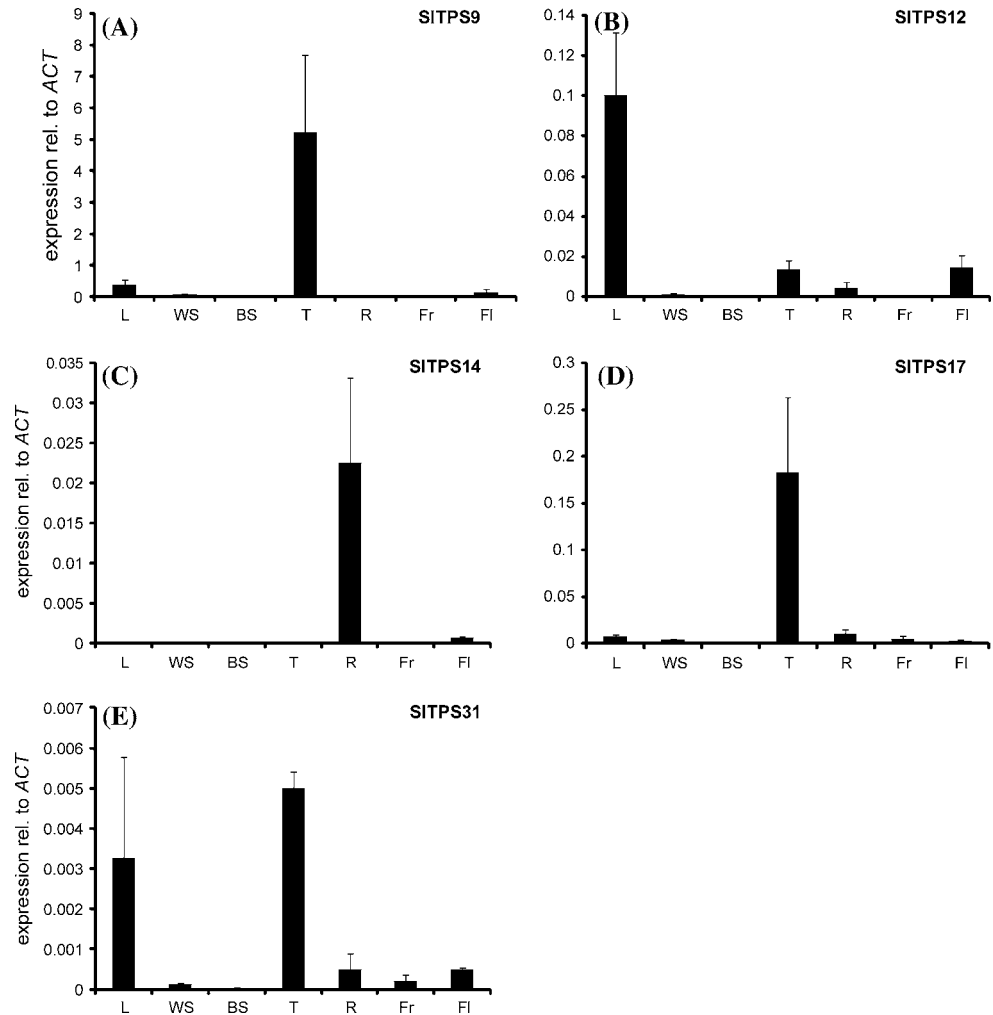 (A)
SlTPS9
expression rel. to ACT
9
8
7
6
5
4
3
2
1
0
L WS BS T R Fr Fl
(B)
SlTPS12
0.14
0.12
0.1
0.08
0.06
0.04
0.02
0
L WS BS T R Fr Fl
(C)
SlTPS14
expression rel. to ACT
0.035
0.03
0.025
0.02
0.015
0.01
0.005
0
L WS BS T R Fr Fl
(D)
SlTPS17
0.3
0.25
0.2
0.15
0.1
0.05
0
L WS BS T R Fr Fl
(E)
SlTPS31
expression rel. to ACT
0.007
0.006
0.005
0.004
0.003
0.002
0.001
0
L WS BS T R Fr Fl